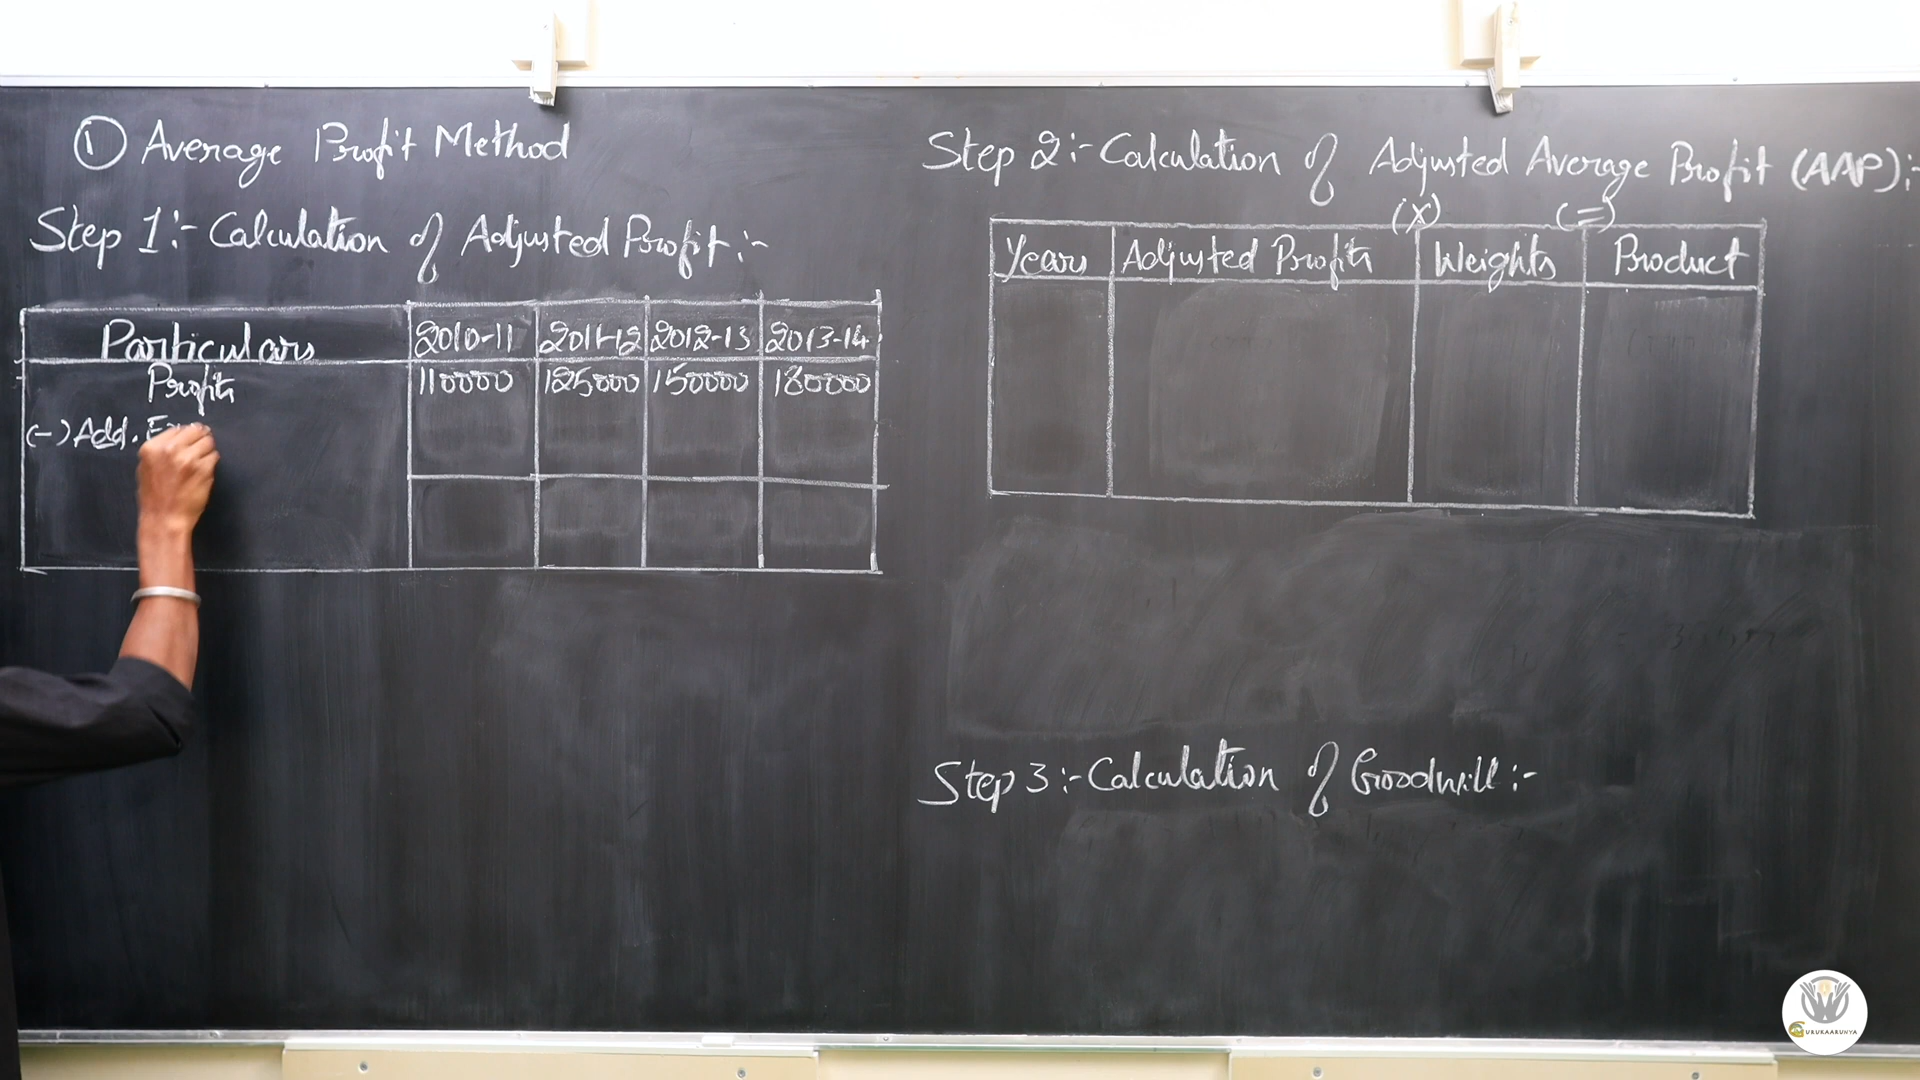 ① Average Profit Method
Step 1:- Calculation of Adjusted Profit:-
Particulars 2010-11 2011-12 2012-13 2013-14
Profits 110000 125000 150000 180000
(-) Add.
Step 2:- Calculation of Adjusted Average Profit (AAP):-
(x) (=)
Years Adjusted Profits Weights Product
Step 3:- Calculation of Goodwill:-
GURUKAARUNYA